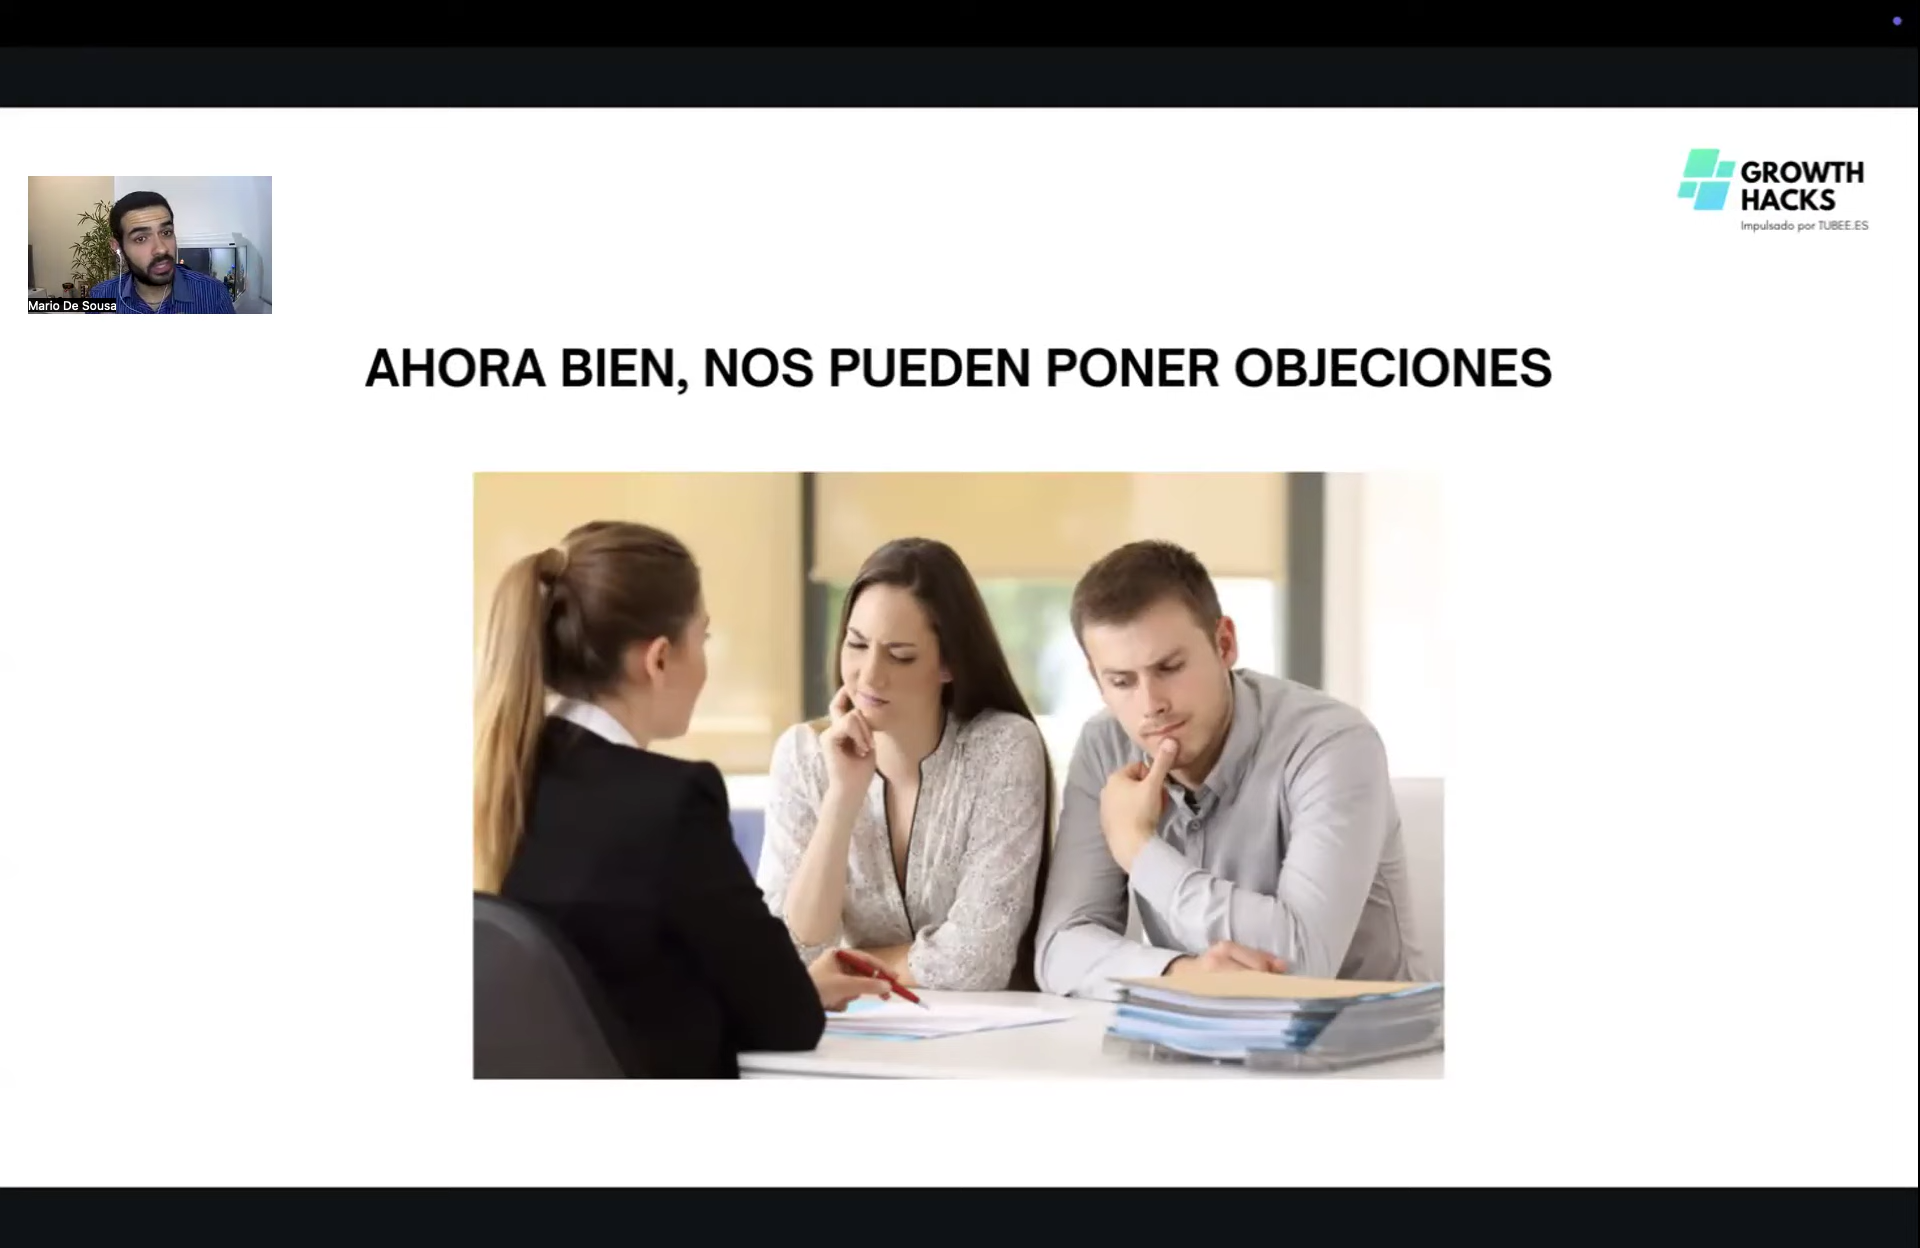 GROWTH
HACKS
Impulsado por TUBEE.ES
Mario De Sousa
AHORA BIEN, NOS PUEDEN PONER OBJECIONES